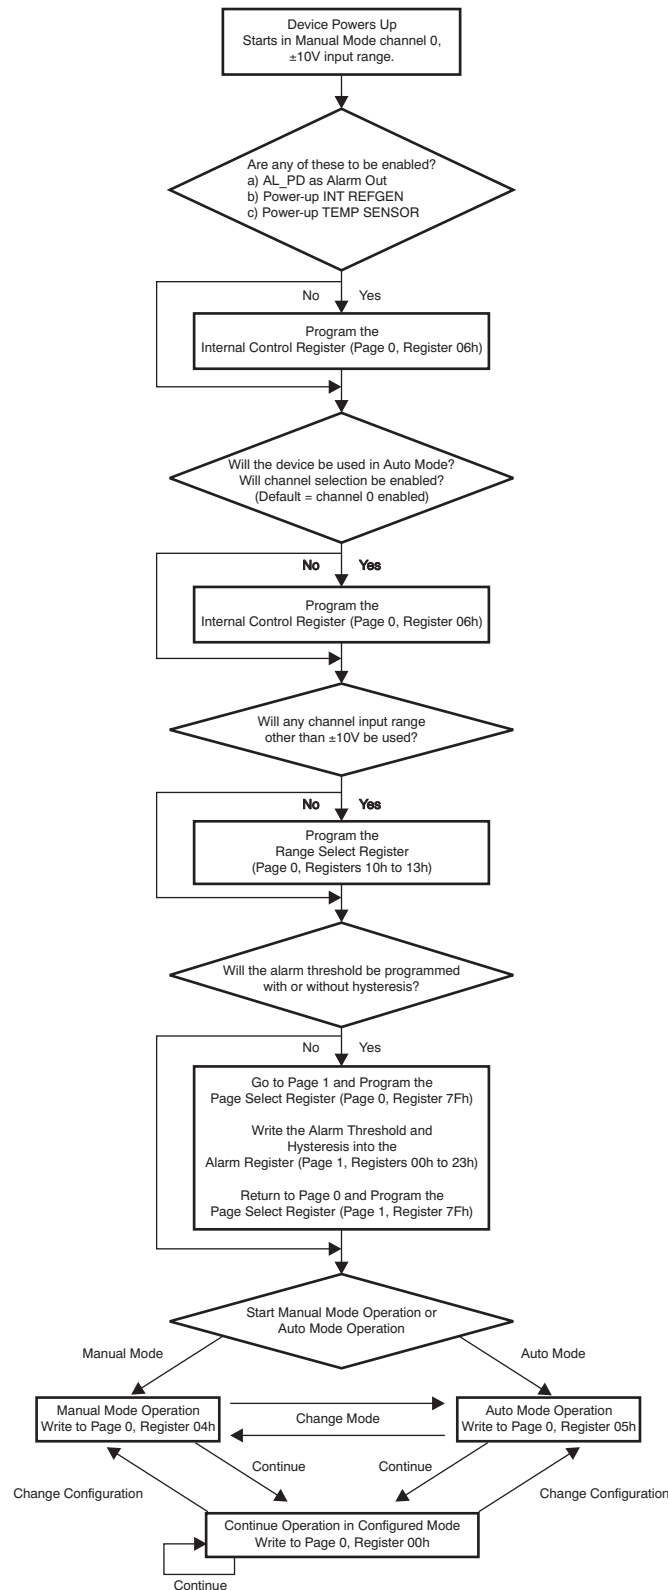 Device Powers Up
Starts in Manual Mode channel 0,
±10V input range.
Are any of these to be enabled?
a) AL_PD as Alarm Out
b) Power-up INT REFGEN
c) Power-up TEMP SENSOR
No Yes
Program the
Internal Control Register (Page 0, Register 06h)
Will the device be used in Auto Mode?
Will channel selection be enabled?
(Default = channel 0 enabled)
No Yes
Program the
Internal Control Register (Page 0, Register 06h)
Will any channel input range
other than ±10V be used?
No Yes
Program the
Range Select Register
(Page 0, Registers 10h to 13h)
Will the alarm threshold be programmed
with or without hysteresis?
No Yes
Go to Page 1 and Program the
Page Select Register (Page 0, Register 7Fh)
Write the Alarm Threshold and
Hysteresis into the
Alarm Register (Page 1, Registers 00h to 23h)
Return to Page 0 and Program the
Page Select Register (Page 1, Register 7Fh)
Start Manual Mode Operation or
Auto Mode Operation
Manual Mode Auto Mode
Manual Mode Operation
Write to Page 0, Register 04h
Change Mode
Auto Mode Operation
Write to Page 0, Register 05h
Continue Continue
Change Configuration Change Configuration
Continue Operation in Configured Mode
Write to Page 0, Register 00h
Continue